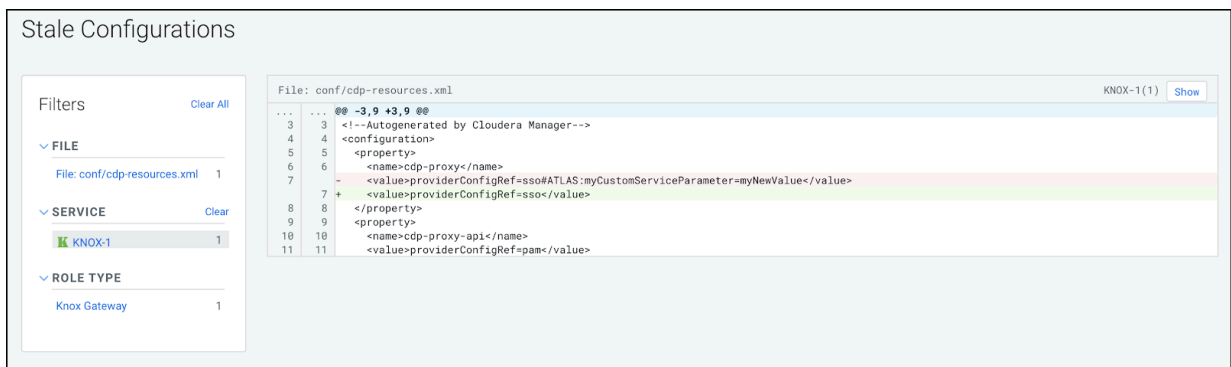 Stale Configurations
Filters Clear All
FILE
File: conf/cdp-resources.xml 1
SERVICE Clear
KNOX-1 1
ROLE TYPE
Knox Gateway 1
File: conf/cdp-resources.xml KNOX-1(1) Show
... ... @@ -3,9 +3,9 @@
3 3 <!--Autogenerated by Cloudera Manager-->
4 4 <configuration>
5 5 <property>
6 6 <name>cdp-proxy</name>
7 - <value>providerConfigRef=sso#ATLAS:myCustomServiceParameter=myNewValue</value>
7 + <value>providerConfigRef=sso</value>
8 8 </property>
9 9 <property>
10 10 <name>cdp-proxy-api</name>
11 11 <value>providerConfigRef=pam</value>